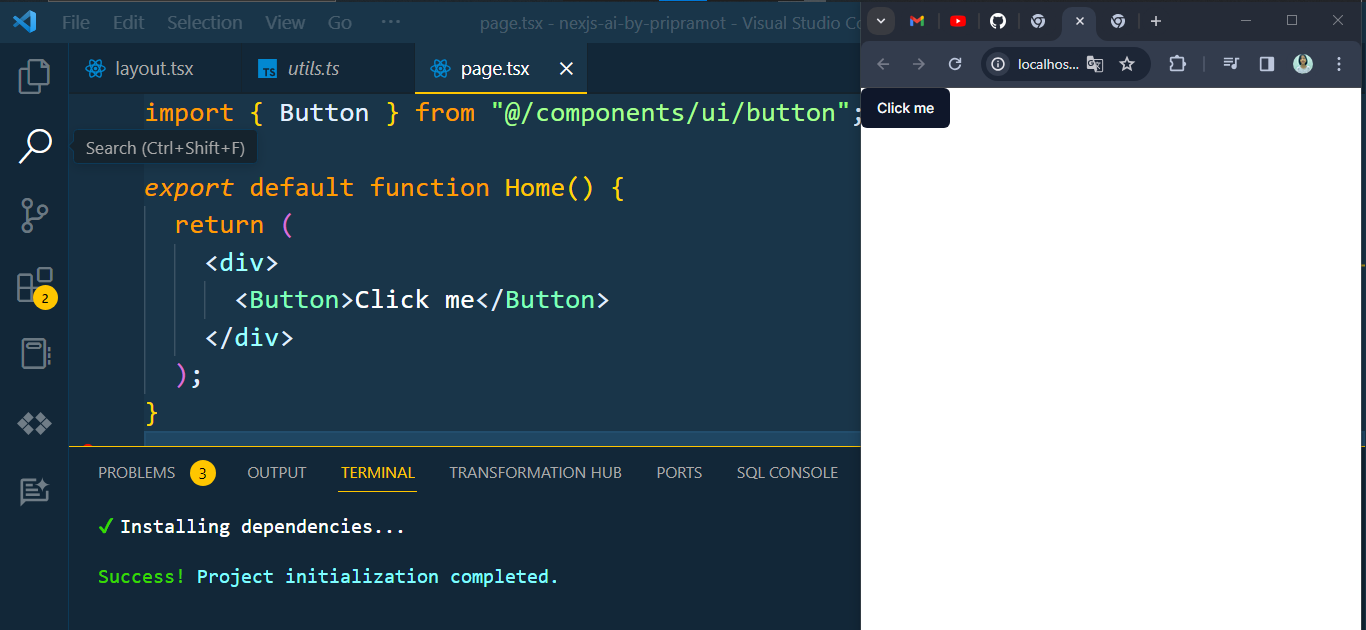 File Edit Selection View Go ··· page.tsx - nexjs-ai-by-pripramot - Visual Studio Co
layout.tsx TS utils.ts page.tsx
import { Button } from "@/components/ui/button";
Search (Ctrl+Shift+F)
export default function Home() {
return (
<div>
<Button>Click me</Button>
</div>
);
}
2
PROBLEMS 3 OUTPUT TERMINAL TRANSFORMATION HUB PORTS SQL CONSOLE
✓ Installing dependencies...
Success! Project initialization completed.
localhos...
Click me